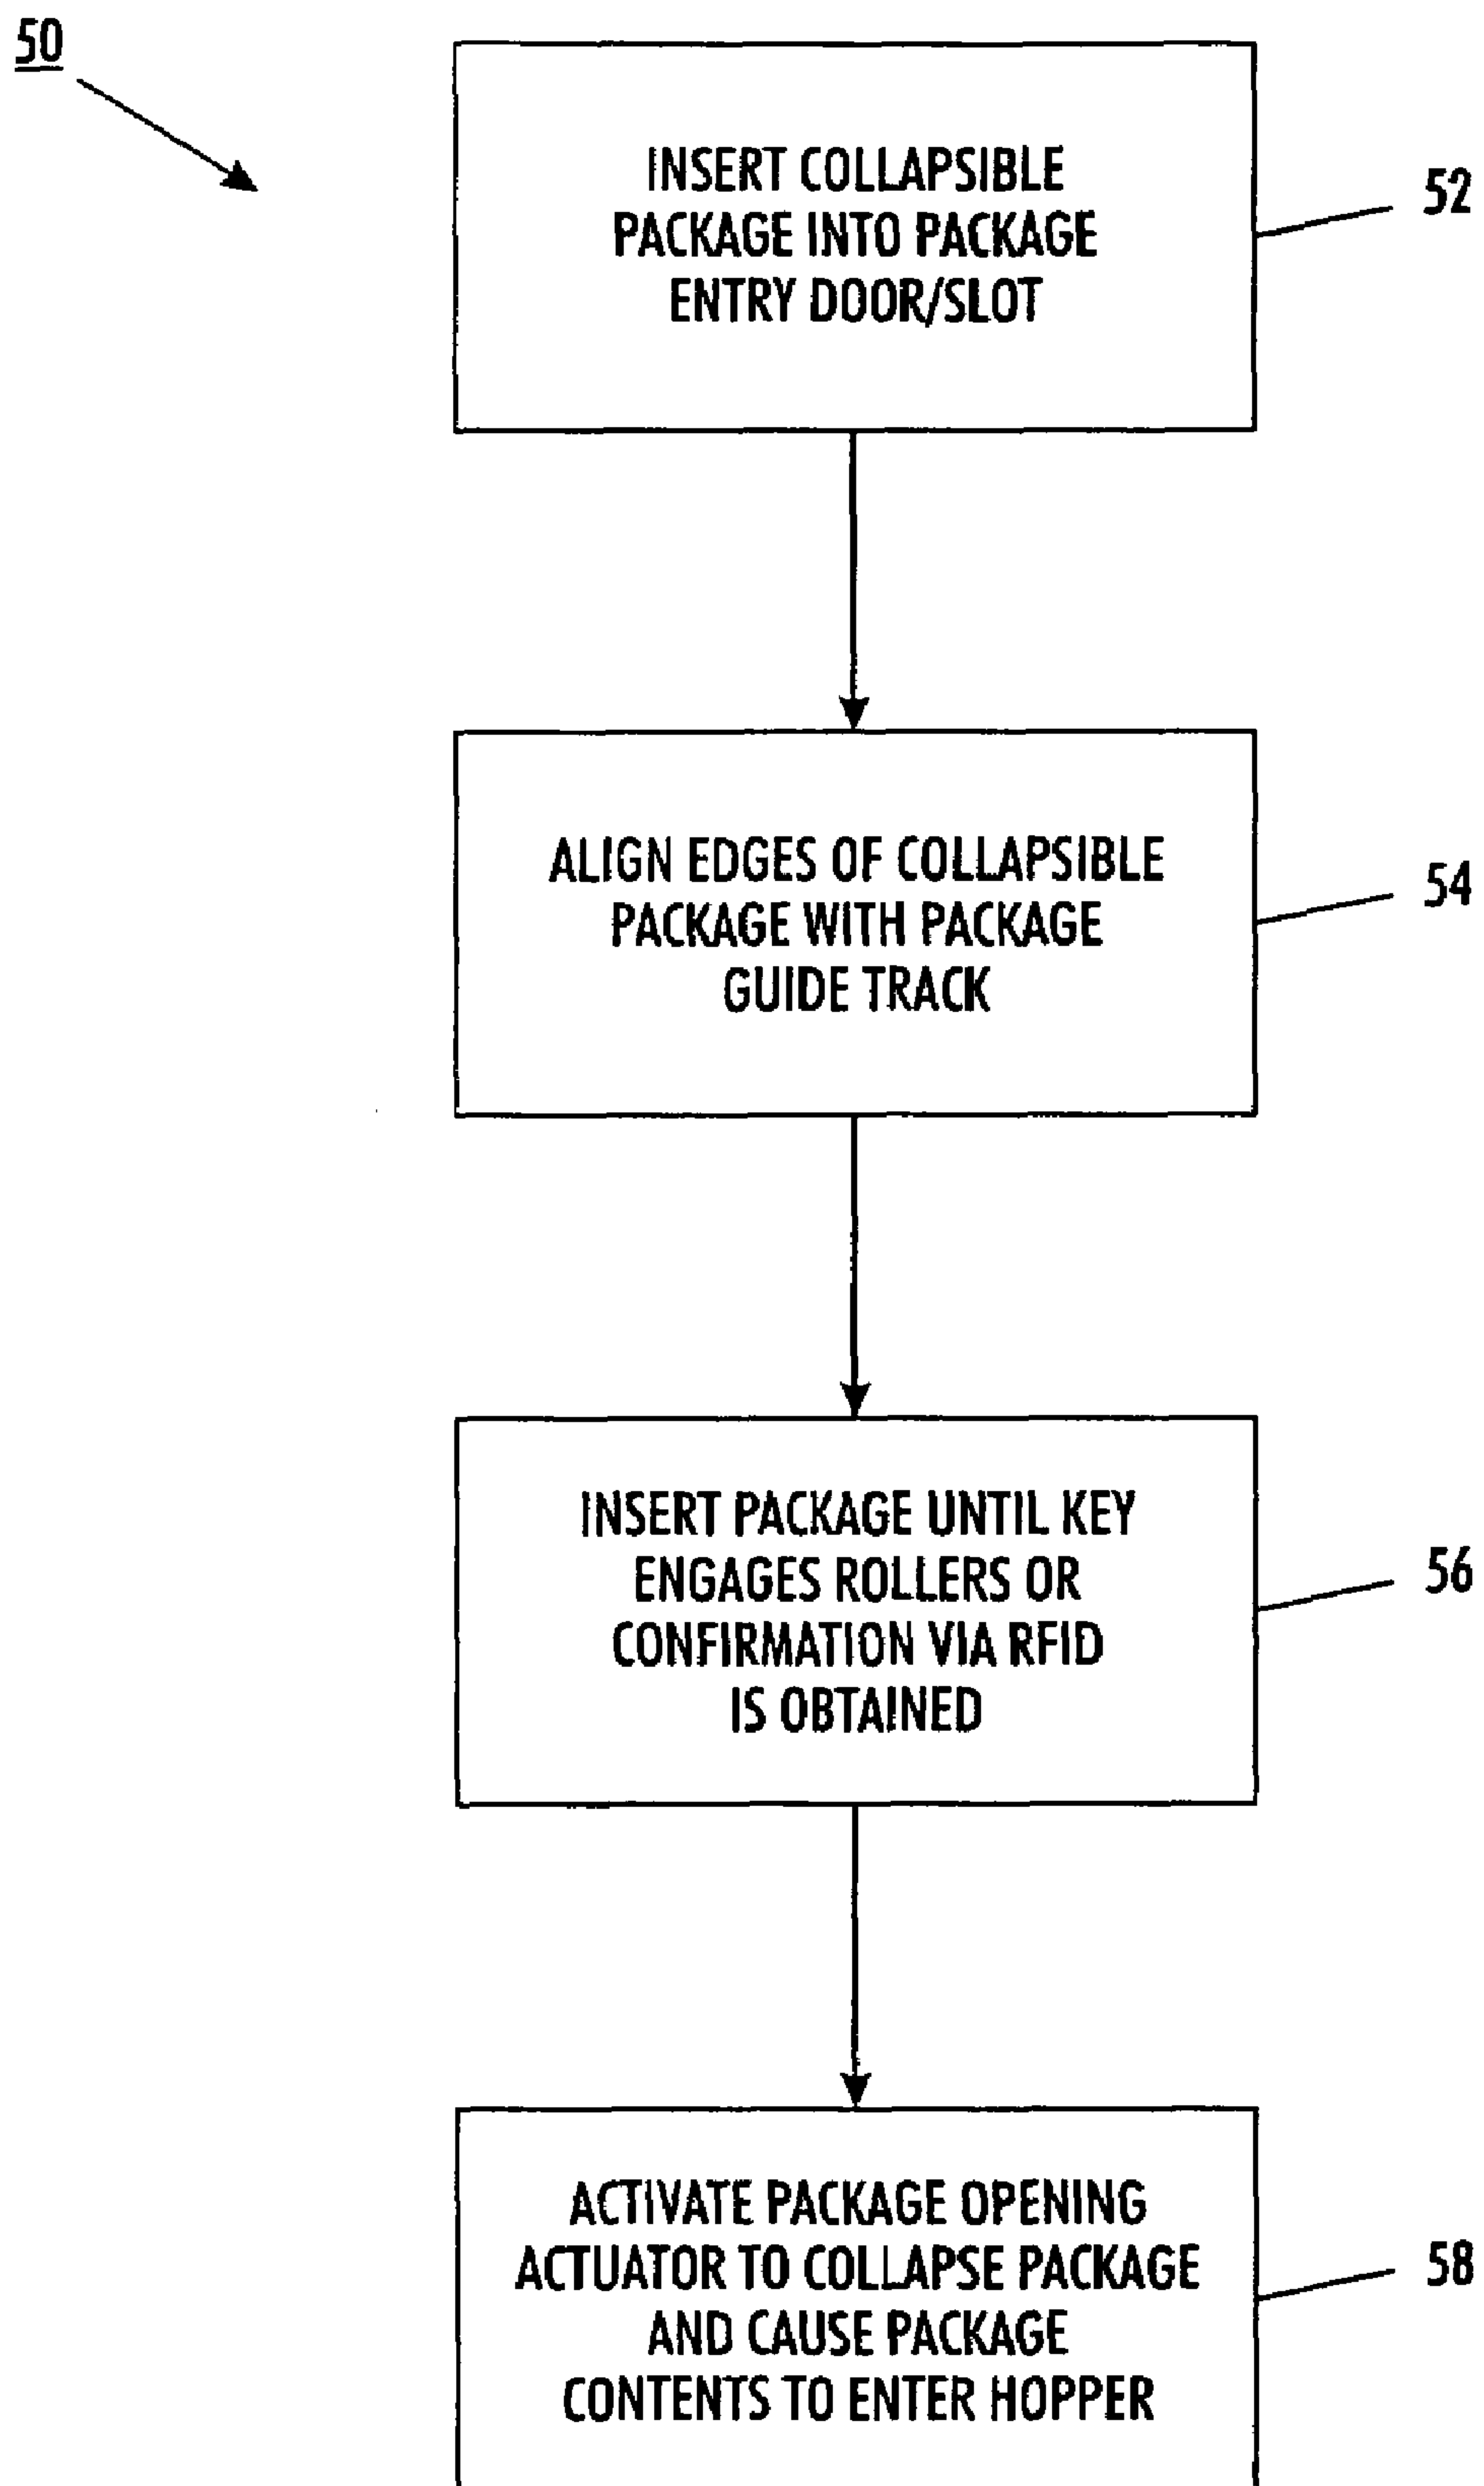 50
INSERT COLLAPSIBLE
PACKAGE INTO PACKAGE
ENTRY DOOR/SLOT
52
ALIGN EDGES OF COLLAPSIBLE
PACKAGE WITH PACKAGE
GUIDE TRACK
54
INSERT PACKAGE UNTIL KEY
ENGAGES ROLLERS OR
CONFIRMATION VIA RFID
IS OBTAINED
56
ACTIVATE PACKAGE OPENING
ACTUATOR TO COLLAPSE PACKAGE
AND CAUSE PACKAGE
CONTENTS TO ENTER HOPPER
58